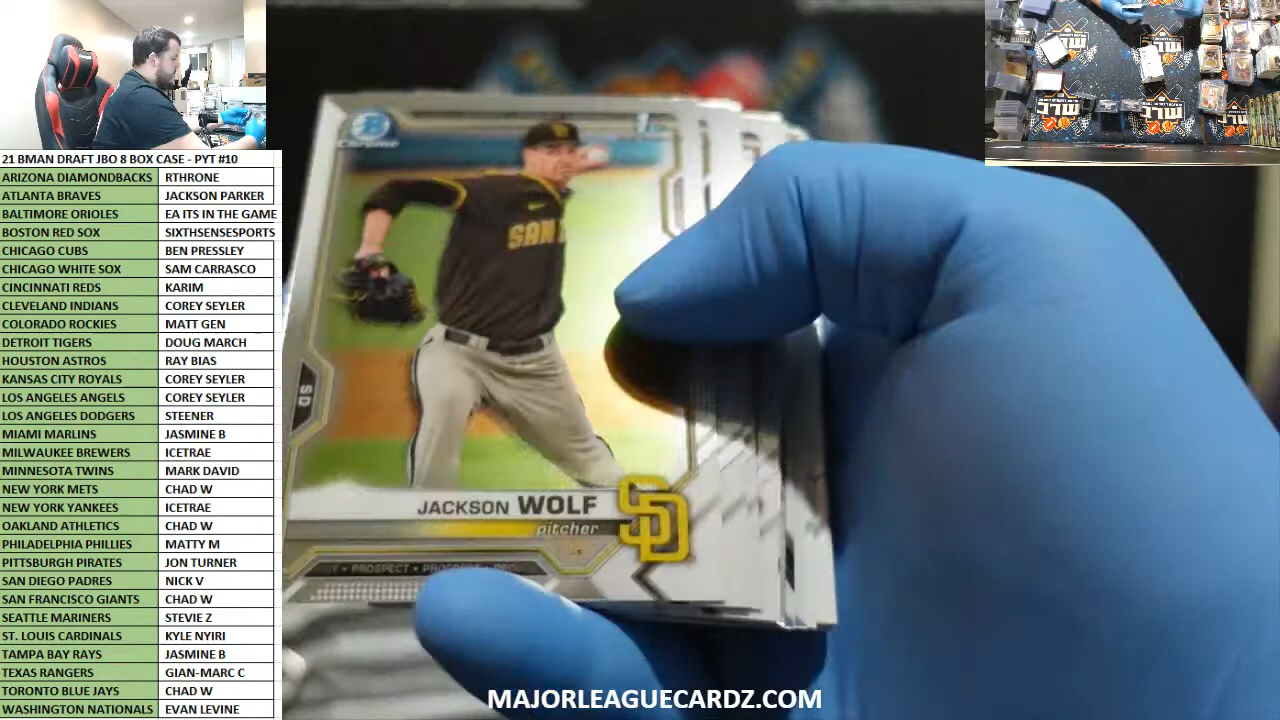 21 BMAN DRAFT JBO 8 BOX CASE - PYT #10
ARIZONA DIAMONDBACKS RTHRONE
ATLANTA BRAVES JACKSON PARKER
BALTIMORE ORIOLES EA ITS IN THE GAME
BOSTON RED SOX SIXTHSENSESPORTS
CHICAGO CUBS BEN PRESSLEY
CHICAGO WHITE SOX SAM CARRASCO
CINCINNATI REDS KARIM
CLEVELAND INDIANS COREY SEYLER
COLORADO ROCKIES MATT GEN
DETROIT TIGERS DOUG MARCH
HOUSTON ASTROS RAY BIAS
KANSAS CITY ROYALS COREY SEYLER
LOS ANGELES ANGELS COREY SEYLER
LOS ANGELES DODGERS STEENER
MIAMI MARLINS JASMINE B
MILWAUKEE BREWERS ICETRAE
MINNESOTA TWINS MARK DAVID
NEW YORK METS CHAD W
NEW YORK YANKEES ICETRAE
OAKLAND ATHLETICS CHAD W
PHILADELPHIA PHILLIES MATTY M
PITTSBURGH PIRATES JON TURNER
SAN DIEGO PADRES NICK V
SAN FRANCISCO GIANTS CHAD W
SEATTLE MARINERS STEVIE Z
ST. LOUIS CARDINALS KYLE NYIRI
TAMPA BAY RAYS JASMINE B
TEXAS RANGERS GIAN-MARC C
TORONTO BLUE JAYS CHAD W
WASHINGTON NATIONALS EVAN LEVINE
B
Chrome
1st
SAN
SD
JACKSON WOLF
pitcher
SD
PROSPECT
MLC
MLC
MLC
MAJORLEAGUECARDZ.COM